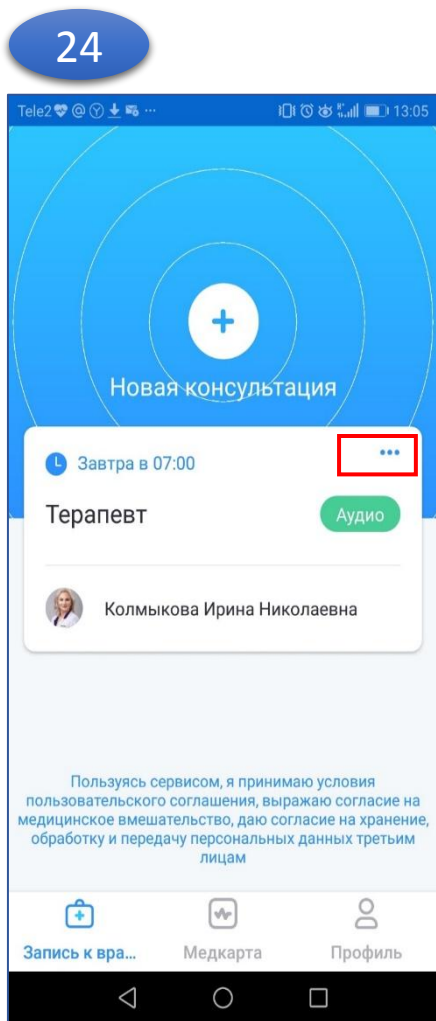 24
Tele2 13:05
Новая консультация
Завтра в 07:00
Терапевт
Аудио
Колмыкова Ирина Николаевна
Пользуясь сервисом, я принимаю условия
пользовательского соглашения, выражаю согласие на
медицинское вмешательство, даю согласие на хранение,
обработку и передачу персональных данных третьим
лицам
Запись к вра... Медкарта Профиль